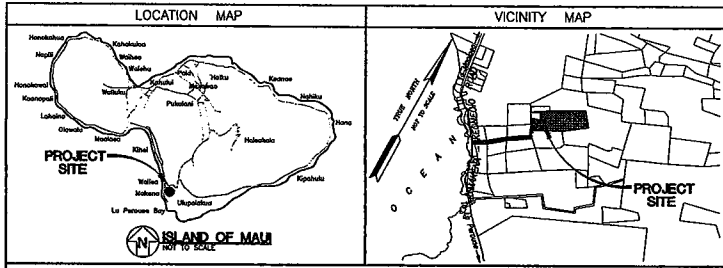 LOCATION MAP
Honokahua
Kahakuloa
Napili
Waihee
Waiehu
Honokawai
Kaanapali
Lahaina
Olowalu
Maalaea
Wailuku
Kahului
Paia
Haiku
Makawao
Pukalani
Keanae
Nahiku
Hana
Haleakala
Kihei
PROJECT
SITE
Wailea
Makena
Ulupalakua
Kipahulu
La Perouse Bay
N
ISLAND OF MAUI
NOT TO SCALE
VICINITY MAP
TRUE NORTH
NOT TO SCALE
OCEAN
PROJECT
SITE